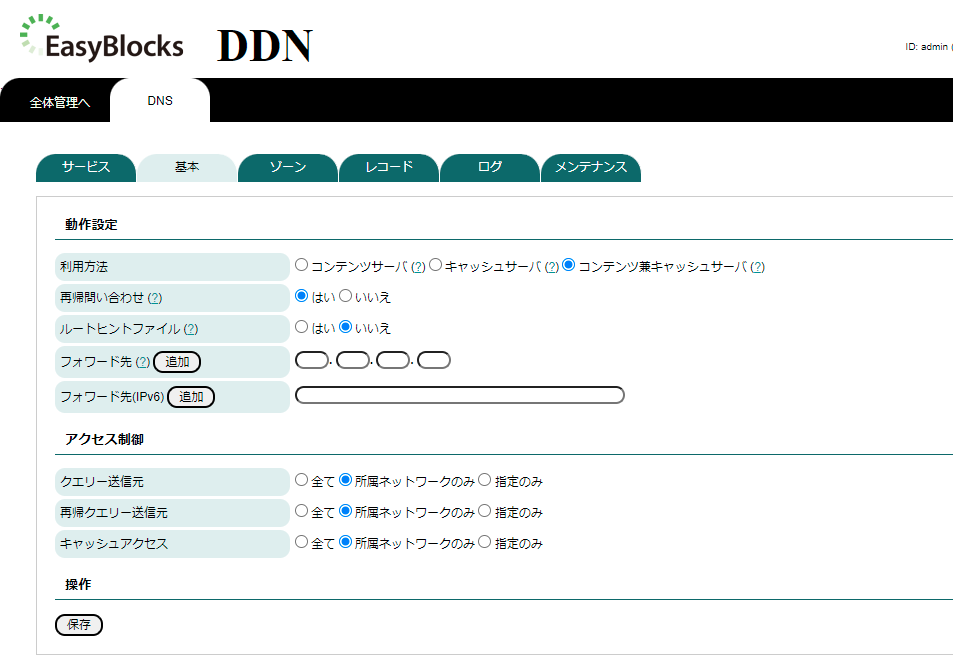 EasyBlocks DDN
ID: admin (
全体管理へ DNS
サービス 基本 ゾーン レコード ログ メンテナンス
動作設定
利用方法 コンテンツサーバ (?) キャッシュサーバ (?) コンテンツ兼キャッシュサーバ (?)
再帰問い合わせ (?) はい いいえ
ルートヒントファイル (?) はい いいえ
フォワード先 (?) 追加 . . .
フォワード先(IPv6) 追加
アクセス制御
クエリー送信元 全て 所属ネットワークのみ 指定のみ
再帰クエリー送信元 全て 所属ネットワークのみ 指定のみ
キャッシュアクセス 全て 所属ネットワークのみ 指定のみ
操作
保存